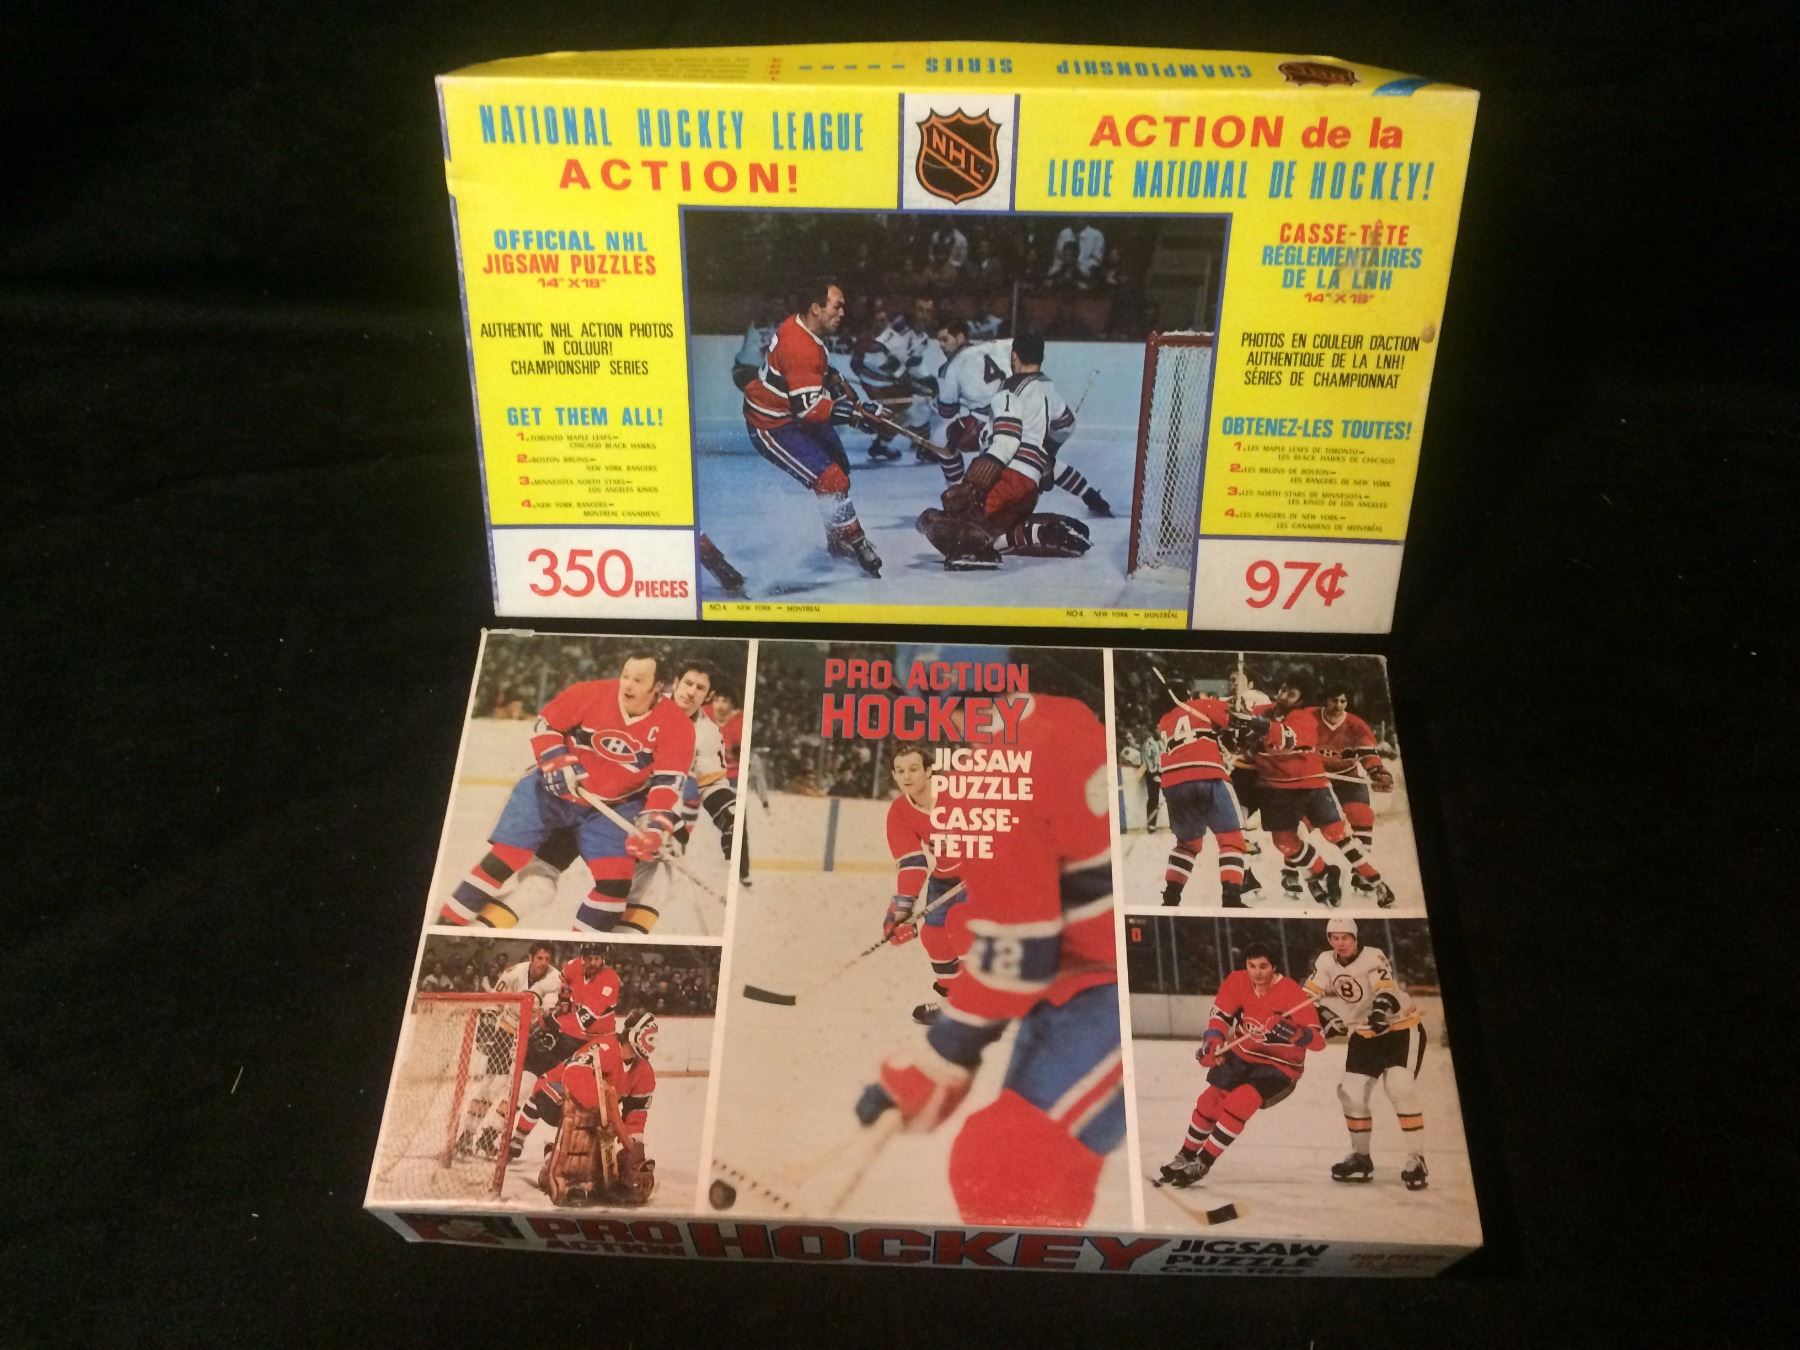 CHAMPIONSHIP SERIES
NATIONAL HOCKEY LEAGUE
ACTION!
NHL
ACTION de la
LIGUE NATIONAL DE HOCKEY!
OFFICIAL NHL
JIGSAW PUZZLES
14" X 18"
AUTHENTIC NHL ACTION PHOTOS
IN COLOUR!
CHAMPIONSHIP SERIES
GET THEM ALL!
1. TORONTO MAPLE LEAFS—
CHICAGO BLACK HAWKS
2. BOSTON BRUINS—
NEW YORK RANGERS
3. MINNESOTA NORTH STARS—
LOS ANGELES KINGS
4. NEW YORK RANGERS—
MONTREAL CANADIENS
350 PIECES
4
1
NO.4. NEW YORK — MONTREAL
NO.4. NEW YORK — MONTRÉAL
CASSE-TÊTE
RÉGLEMENTAIRES
DE LA LNH
14" X 18"
PHOTOS EN COULEUR D'ACTION
AUTHENTIQUE DE LA LNH!
SÉRIES DE CHAMPIONNAT
OBTENEZ-LES TOUTES!
1. LES MAPLE LEAFS DE TORONTO—
LES BLACK HAWKS DE CHICAGO
2. LES BRUINS DE BOSTON—
LES RANGERS DE NEW YORK
3. LES NORTH STARS DE MINNESOTA—
LES KINGS DE LOS ANGELES
4. LES RANGERS DE NEW YORK—
LES CANADIENS DE MONTRÉAL
97¢
PRO ACTION
HOCKEY
JIGSAW
PUZZLE
CASSE-
TETE
C
CH
4
12
B
PRO
ACTION
HOCKEY
JIGSAW
PUZZLE
Casse-Tête